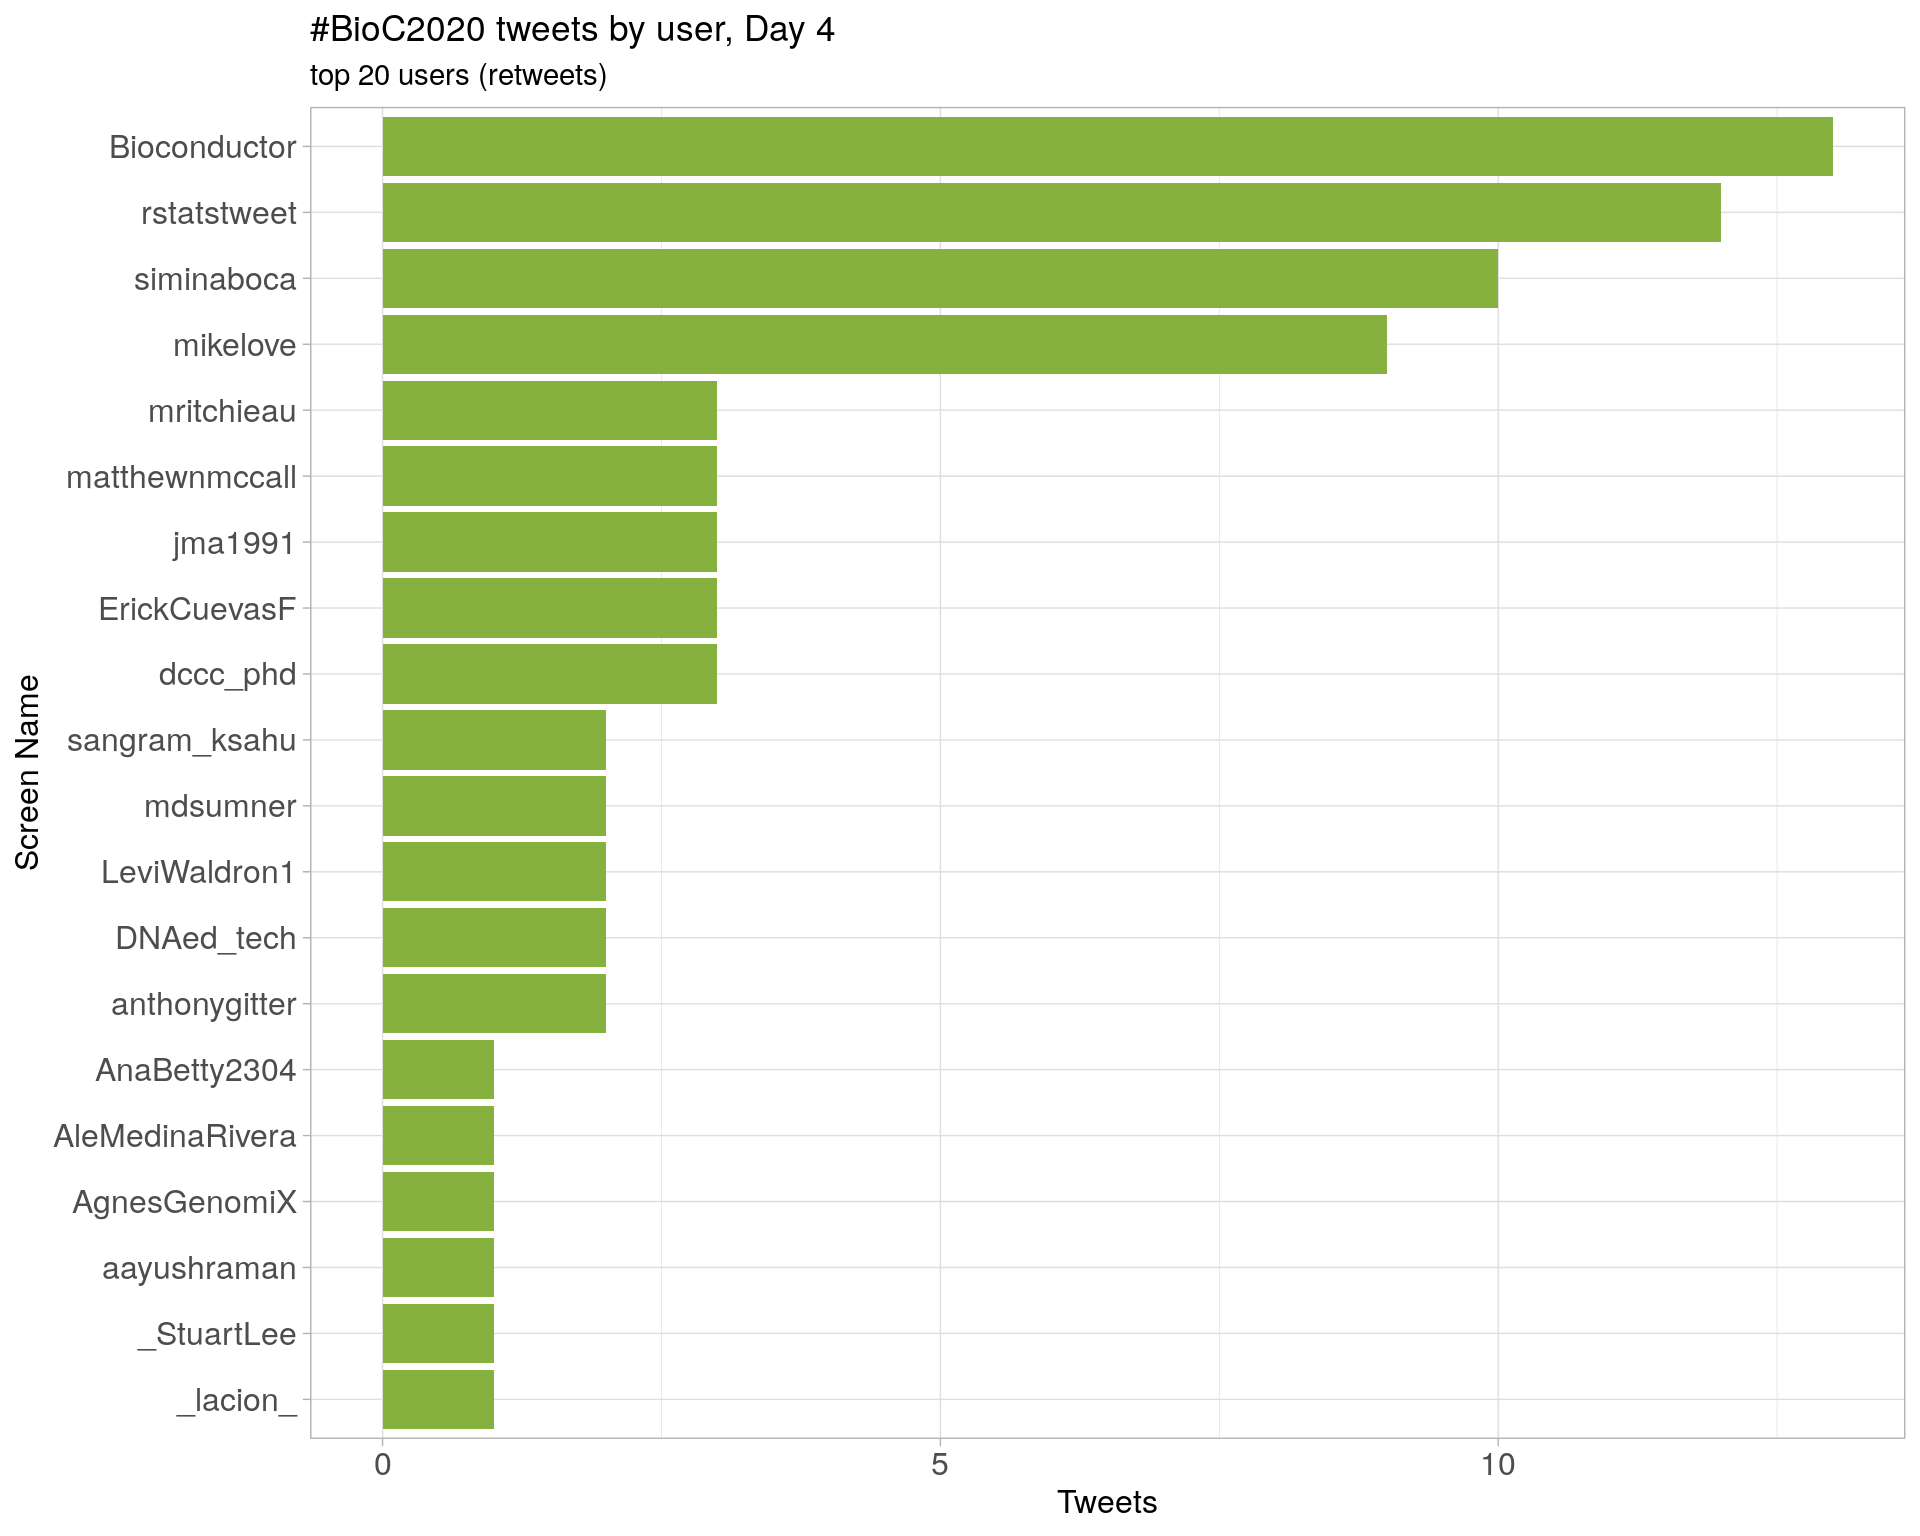 #BioC2020 tweets by user, Day 4
top 20 users (retweets)
Bioconductor
rstatstweet
siminaboca
mikelove
mritchieau
matthewnmccall
jma1991
ErickCuevasF
dccc_phd
sangram_ksahu
mdsumner
LeviWaldron1
DNAed_tech
anthonygitter
AnaBetty2304
AleMedinaRivera
AgnesGenomiX
aayushraman
_StuartLee
_lacion_
Screen Name
0 5 10
Tweets